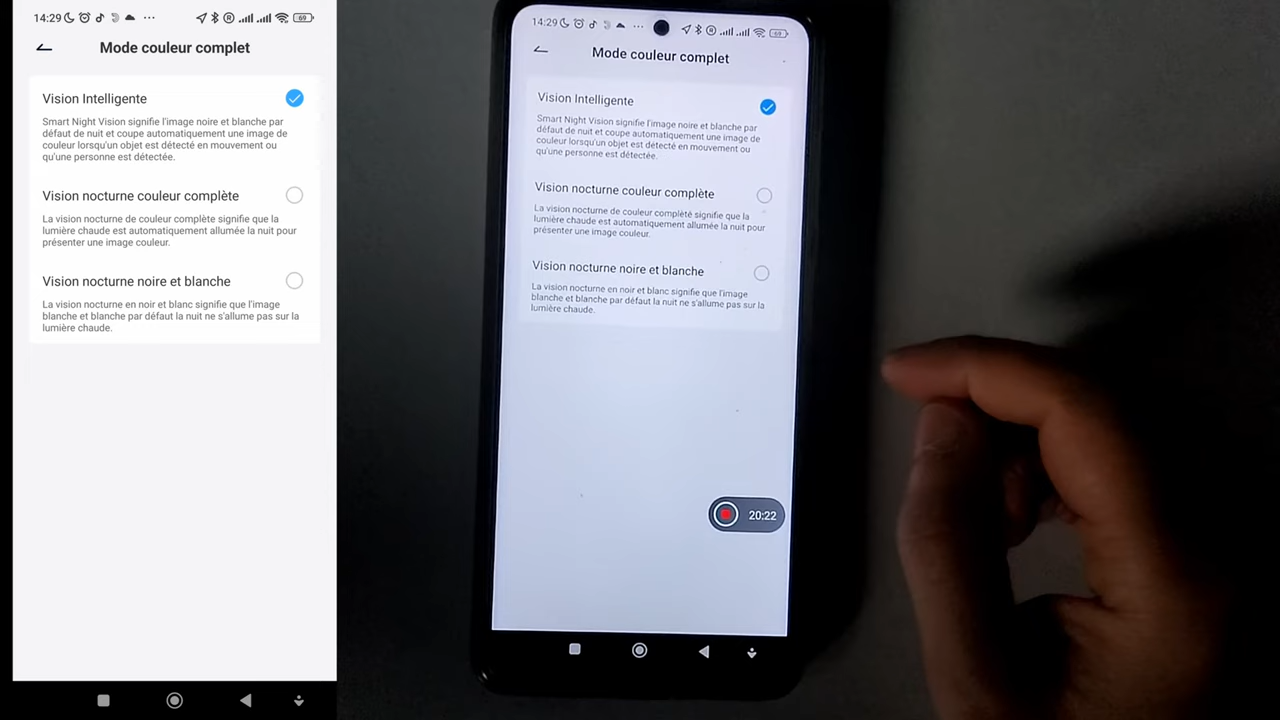 14:29
69
Mode couleur complet
Vision Intelligente
Smart Night Vision signifie l'image noire et blanche par
défaut de nuit et coupe automatiquement une image de
couleur lorsqu'un objet est détecté en mouvement ou
qu'une personne est détectée.
Vision nocturne couleur complète
La vision nocturne de couleur complète signifie que la
lumière chaude est automatiquement allumée la nuit pour
présenter une image couleur.
Vision nocturne noire et blanche
La vision nocturne en noir et blanc signifie que l'image
blanche et blanche par défaut la nuit ne s'allume pas sur la
lumière chaude.
14:29
69
Mode couleur complet
Vision Intelligente
Smart Night Vision signifie l'image noire et blanche par
défaut de nuit et coupe automatiquement une image de
couleur lorsqu'un objet est détecté en mouvement ou
qu'une personne est détectée.
Vision nocturne couleur complète
La vision nocturne de couleur complète signifie que la
lumière chaude est automatiquement allumée la nuit pour
présenter une image couleur.
Vision nocturne noire et blanche
La vision nocturne en noir et blanc signifie que l'image
blanche et blanche par défaut la nuit ne s'allume pas sur la
lumière chaude.
20:22